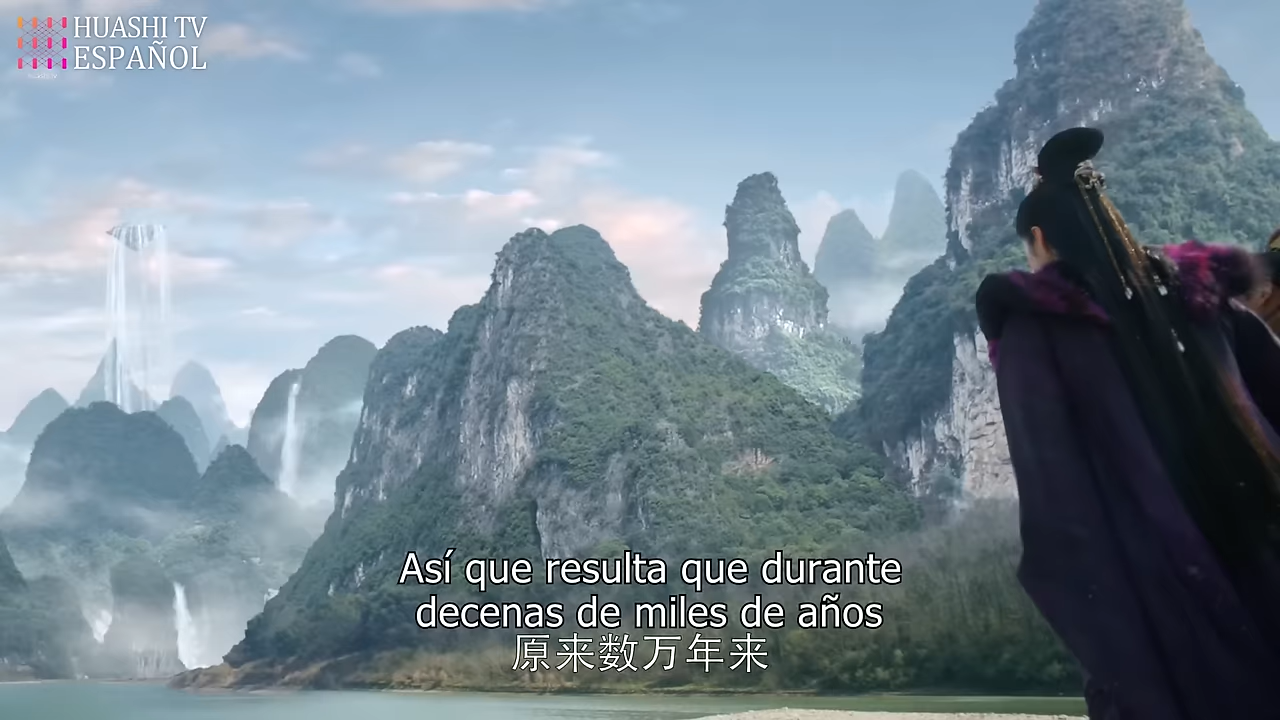 HUASHI TV
ESPAÑOL
Así que resulta que durante
decenas de miles de años
原来数万年来